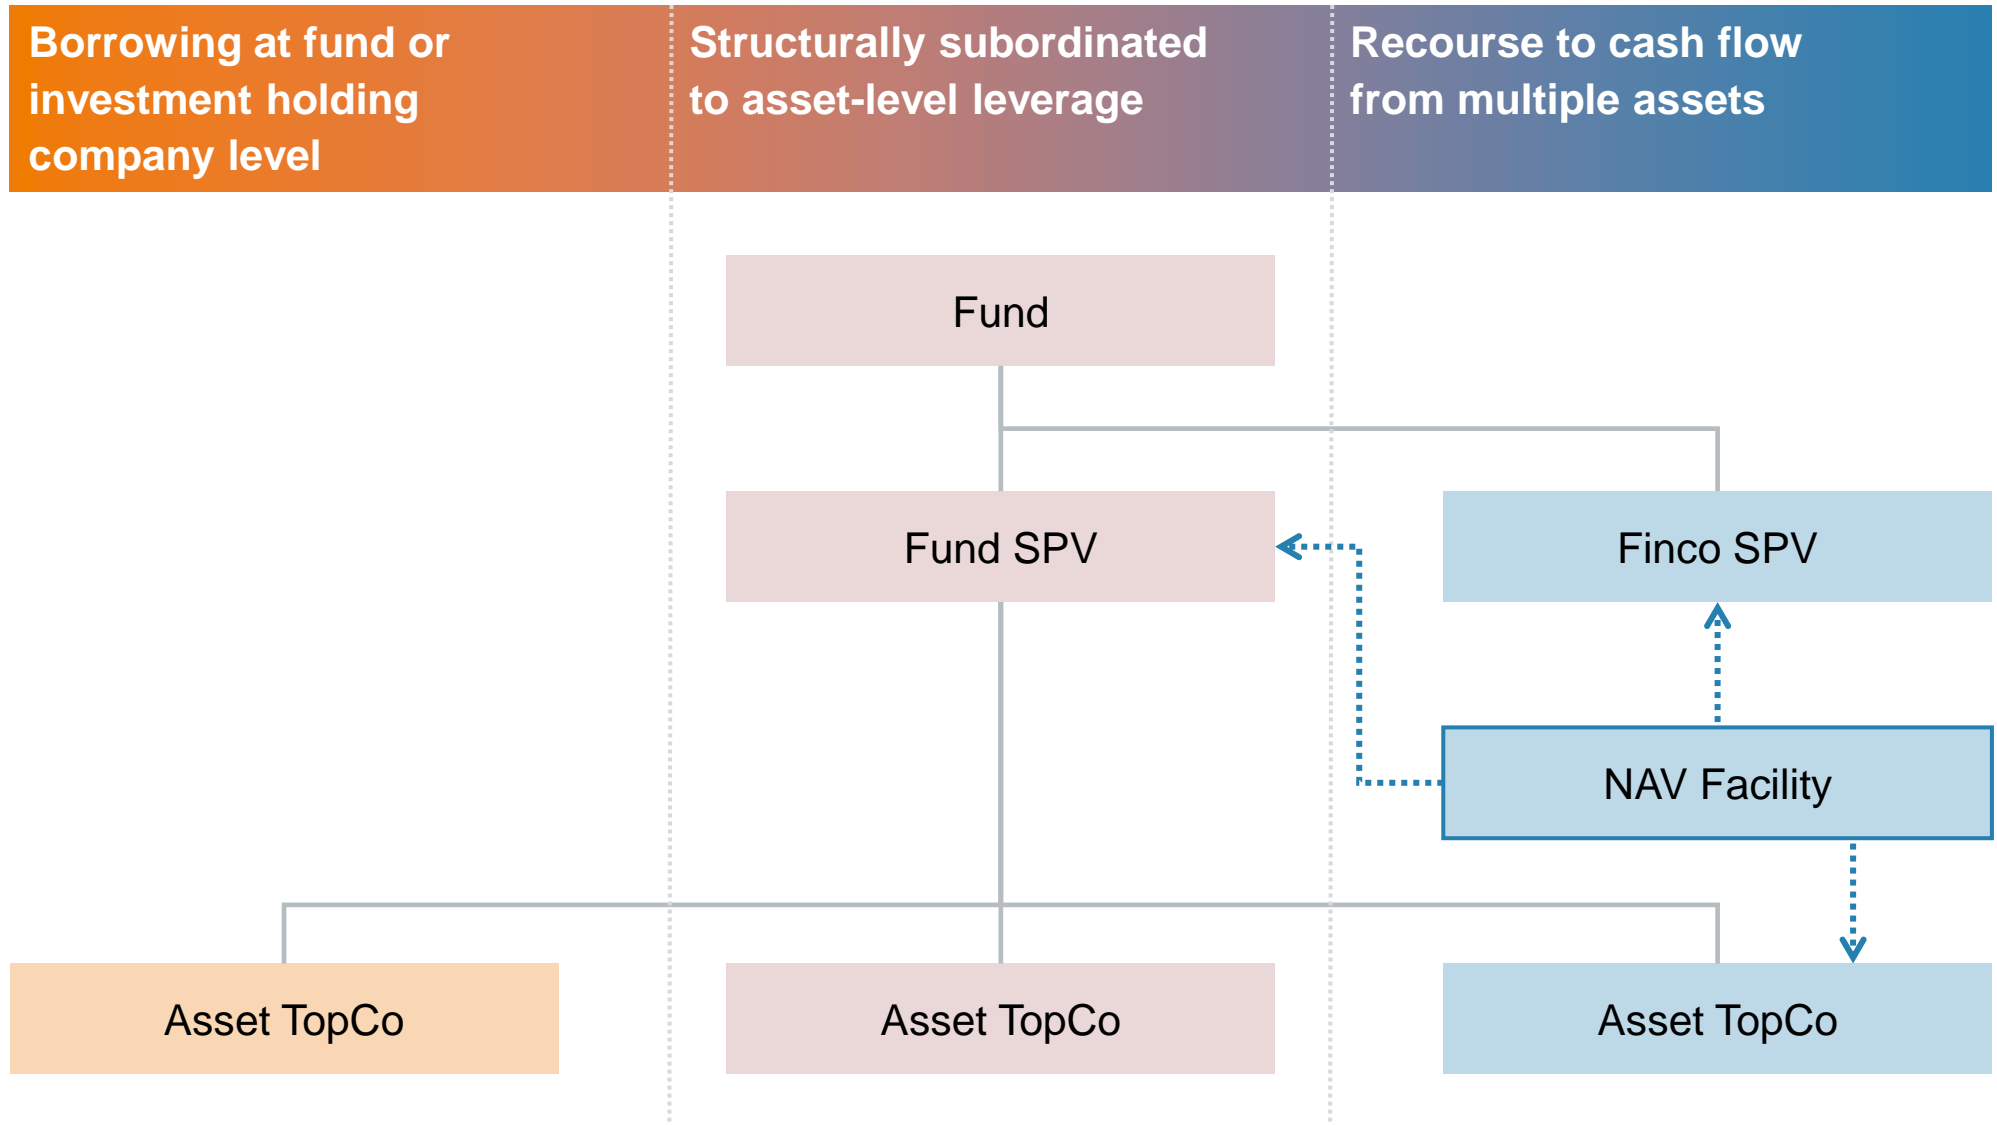 Borrowing at fund or
investment holding
company level
Structurally subordinated
to asset-level leverage
Recourse to cash flow
from multiple assets
Fund
Fund SPV
Finco SPV
NAV Facility
Asset TopCo
Asset TopCo
Asset TopCo